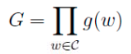 G = ∏_{w∈𝒞} g(w)